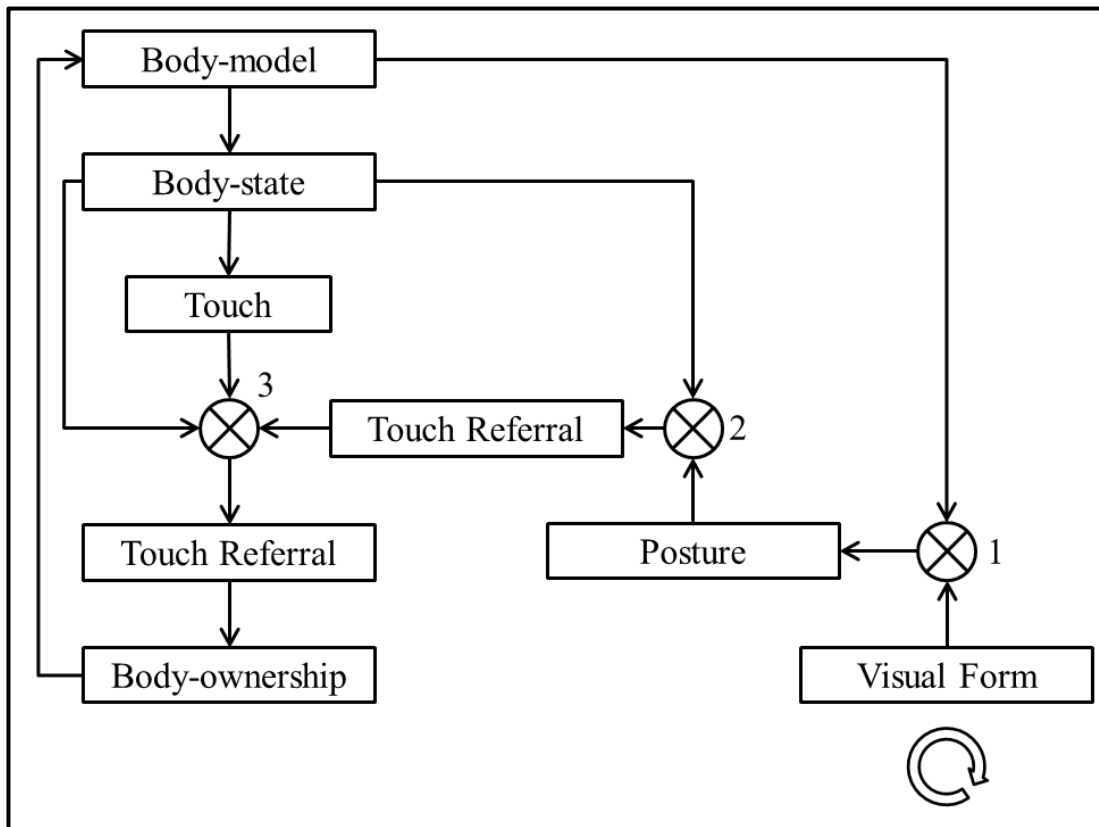 Body-model
Body-state
Touch
3
Touch Referral
2
Touch Referral
Posture
1
Body-ownership
Visual Form